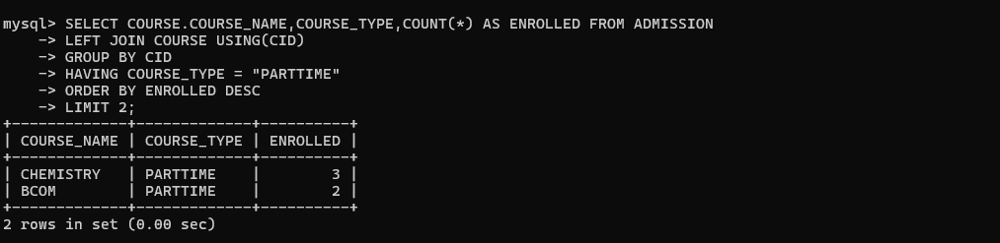 mysql> SELECT COURSE.COURSE_NAME,COURSE_TYPE,COUNT(*) AS ENROLLED FROM ADMISSION
    -> LEFT JOIN COURSE USING(CID)
    -> GROUP BY CID
    -> HAVING COURSE_TYPE = "PARTTIME"
    -> ORDER BY ENROLLED DESC
    -> LIMIT 2;
+-------------+-------------+----------+
| COURSE_NAME | COURSE_TYPE | ENROLLED |
+-------------+-------------+----------+
| CHEMISTRY   | PARTTIME    |        3 |
| BCOM        | PARTTIME    |        2 |
+-------------+-------------+----------+
2 rows in set (0.00 sec)